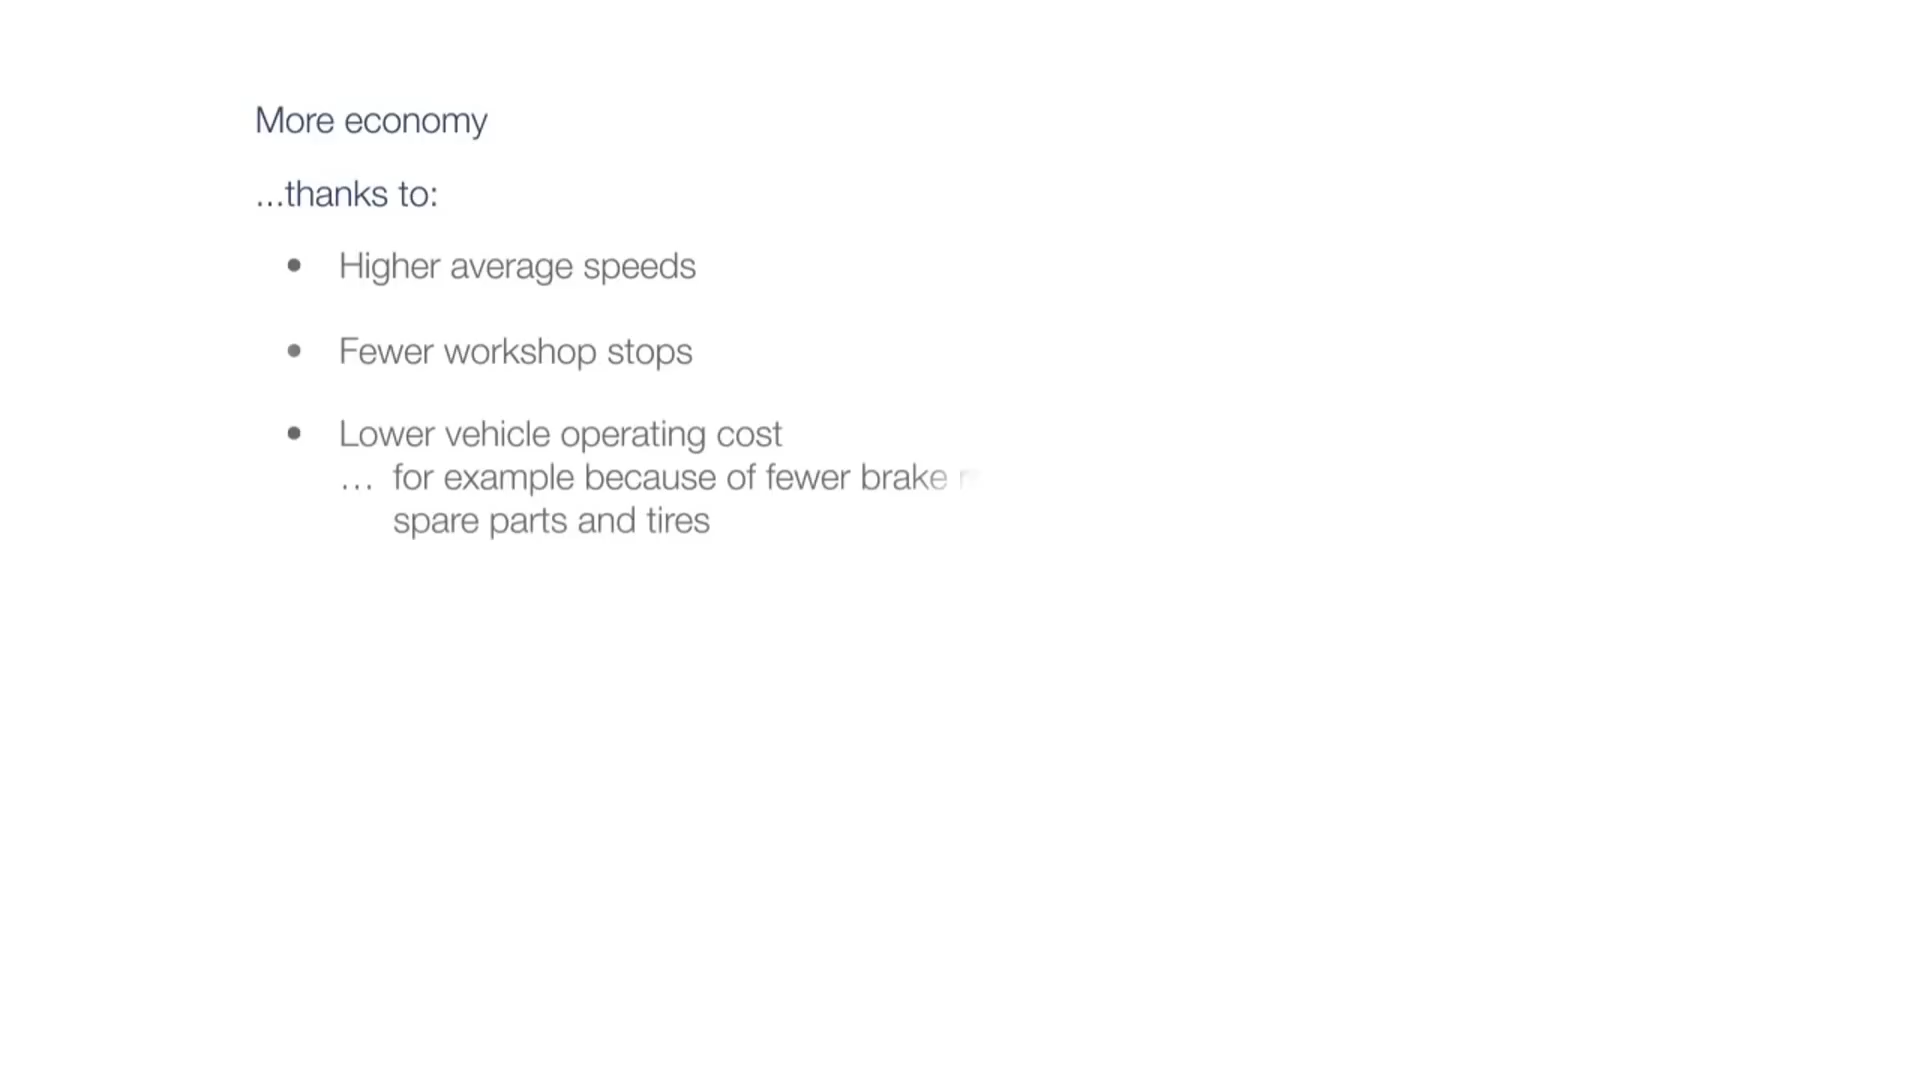 More economy
...thanks to:
• Higher average speeds
• Fewer workshop stops
• Lower vehicle operating cost
... for example because of fewer brake
spare parts and tires